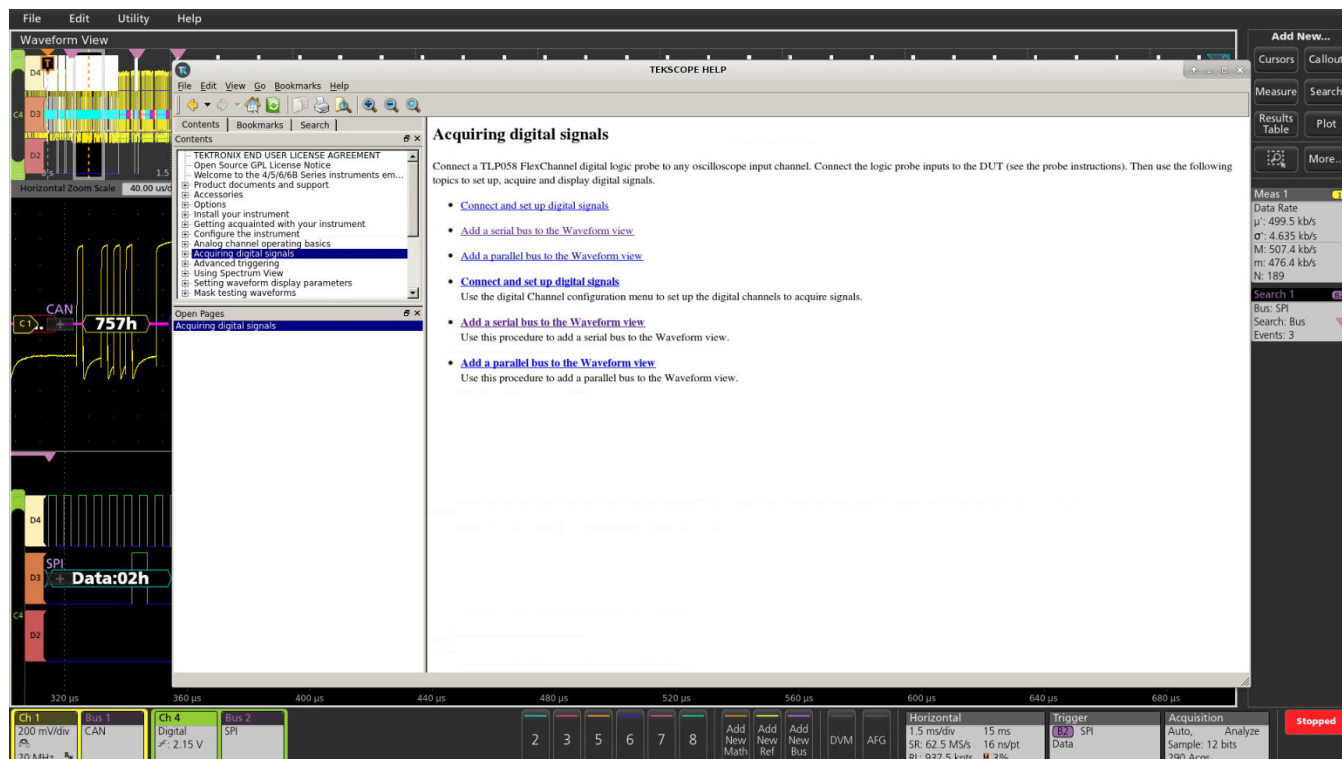 File Edit Utility Help
Waveform View
Add New...
Cursors Callout
Measure Search
Results Table Plot
More...
D4
T
C4 D3
D2
1.5
Horizontal Zoom Scale 40.00 us/d
TEKSCOPE HELP
File Edit View Go Bookmarks Help
Contents Bookmarks Search
Contents
TEKTRONIX END USER LICENSE AGREEMENT
Open Source GPL License Notice
Welcome to the 4/5/6/6B Series instruments em...
Product documents and support
Accessories
Options
Install your instrument
Getting acquainted with your instrument
Configure the instrument
Analog channel operating basics
Acquiring digital signals
Advanced triggering
Using Spectrum View
Setting waveform display parameters
Mask testing waveforms
Open Pages
Acquiring digital signals
Acquiring digital signals
Connect a TLP058 FlexChannel digital logic probe to any oscilloscope input channel. Connect the logic probe inputs to the DUT (see the probe instructions). Then use the following
topics to set up, acquire and display digital signals.
Connect and set up digital signals
Add a serial bus to the Waveform view
Add a parallel bus to the Waveform view
Connect and set up digital signals
Use the digital Channel configuration menu to set up the digital channels to acquire signals.
Add a serial bus to the Waveform view
Use this procedure to add a serial bus to the Waveform view.
Add a parallel bus to the Waveform view
Use this procedure to add a parallel bus to the Waveform view.
Meas 1
Data Rate
µ': 499.5 kb/s
σ': 4.635 kb/s
M: 507.4 kb/s
m: 476.4 kb/s
N: 189
Search 1 B2
Bus: SPI
Search: Bus
Events: 3
CAN
C1 757h
D4
SPI
D3 + Data:02h
C4
D2
320 µs 360 µs 400 µs 440 µs 480 µs 520 µs 560 µs 600 µs 640 µs 680 µs
Ch 1
200 mV/div
20 MHz
Bus 1
CAN
Ch 4
Digital
: 2.15 V
Bus 2
SPI
2 3 5 6 7 8
Add New Math
Add New Ref
Add New Bus
DVM AFG
Horizontal
1.5 ms/div 15 ms
SR: 62.5 MS/s 16 ns/pt
RL: 937.5 kpts 3%
Trigger
B2 SPI
Data
Acquisition
Auto, Analyze
Sample: 12 bits
290 Acqs
Stopped